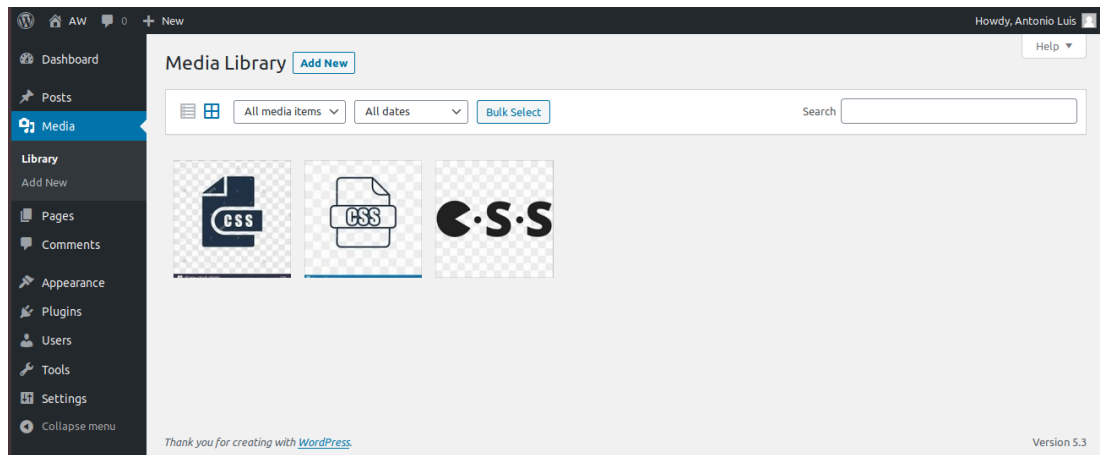 AW 0 New Howdy, Antonio Luis
Help
Dashboard
Posts
Media
Library
Add New
Pages
Comments
Appearance
Plugins
Users
Tools
Settings
Collapse menu
Media Library Add New
All media items All dates Bulk Select Search
CSS
CSS
C·S·S
Thank you for creating with WordPress. Version 5.3